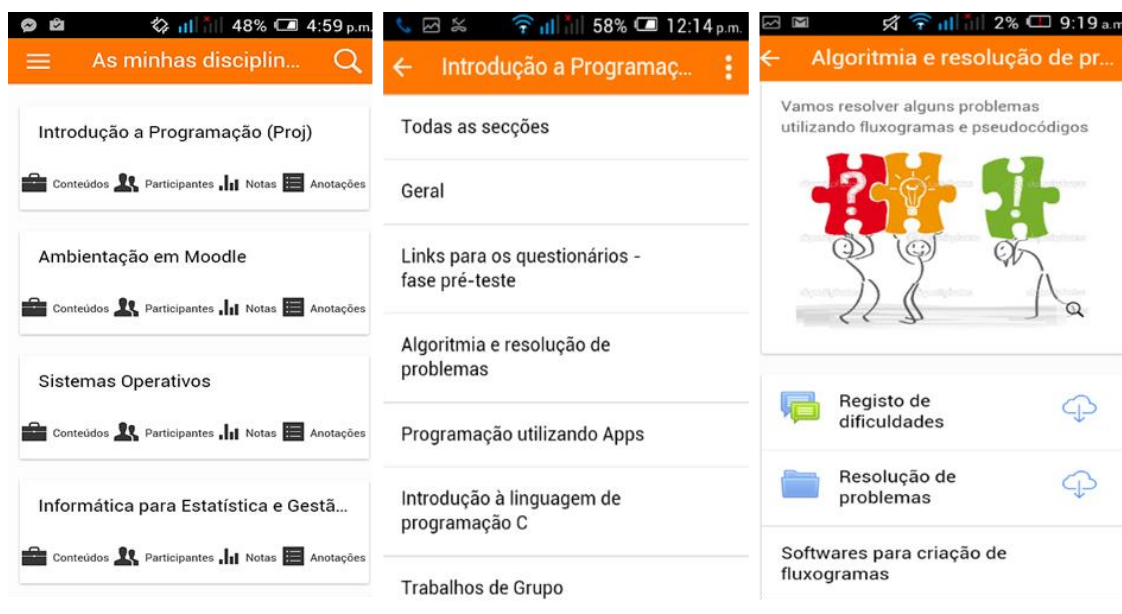 48% 4:59 p.m.
As minhas disciplin...
Introdução a Programação (Proj)
Conteúdos Participantes Notas Anotações
Ambientação em Moodle
Conteúdos Participantes Notas Anotações
Sistemas Operativos
Conteúdos Participantes Notas Anotações
Informática para Estatística e Gestã...
Conteúdos Participantes Notas Anotações
58% 12:14 p.m.
Introdução a Programaç...
Todas as secções
Geral
Links para os questionários -
fase pré-teste
Algoritmia e resolução de
problemas
Programação utilizando Apps
Introdução à linguagem de
programação C
Trabalhos de Grupo
2% 9:19 a.m
Algoritmia e resolução de pr...
Vamos resolver alguns problemas
utilizando fluxogramas e pseudocódigos
? !
Registo de
dificuldades
Resolução de
problemas
Softwares para criação de
fluxogramas